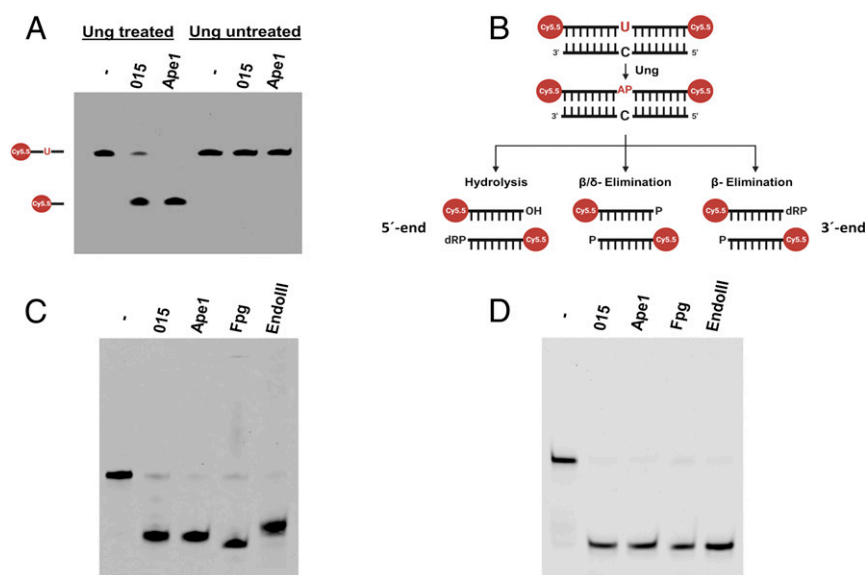 A
Ung treated Ung untreated
- 015 Ape1 - 015 Ape1
Cy5.5 U
Cy5.5
B
Cy5.5 U Cy5.5
3' C 5'
Ung
Cy5.5 AP Cy5.5
3' C 5'
Hydrolysis β/δ- Elimination β- Elimination
5´-end Cy5.5 OH Cy5.5 P Cy5.5 dRP 3´-end
dRP Cy5.5 P Cy5.5 P Cy5.5
C
- 015 Ape1 Fpg EndoIII
D
- 015 Ape1 Fpg EndoIII